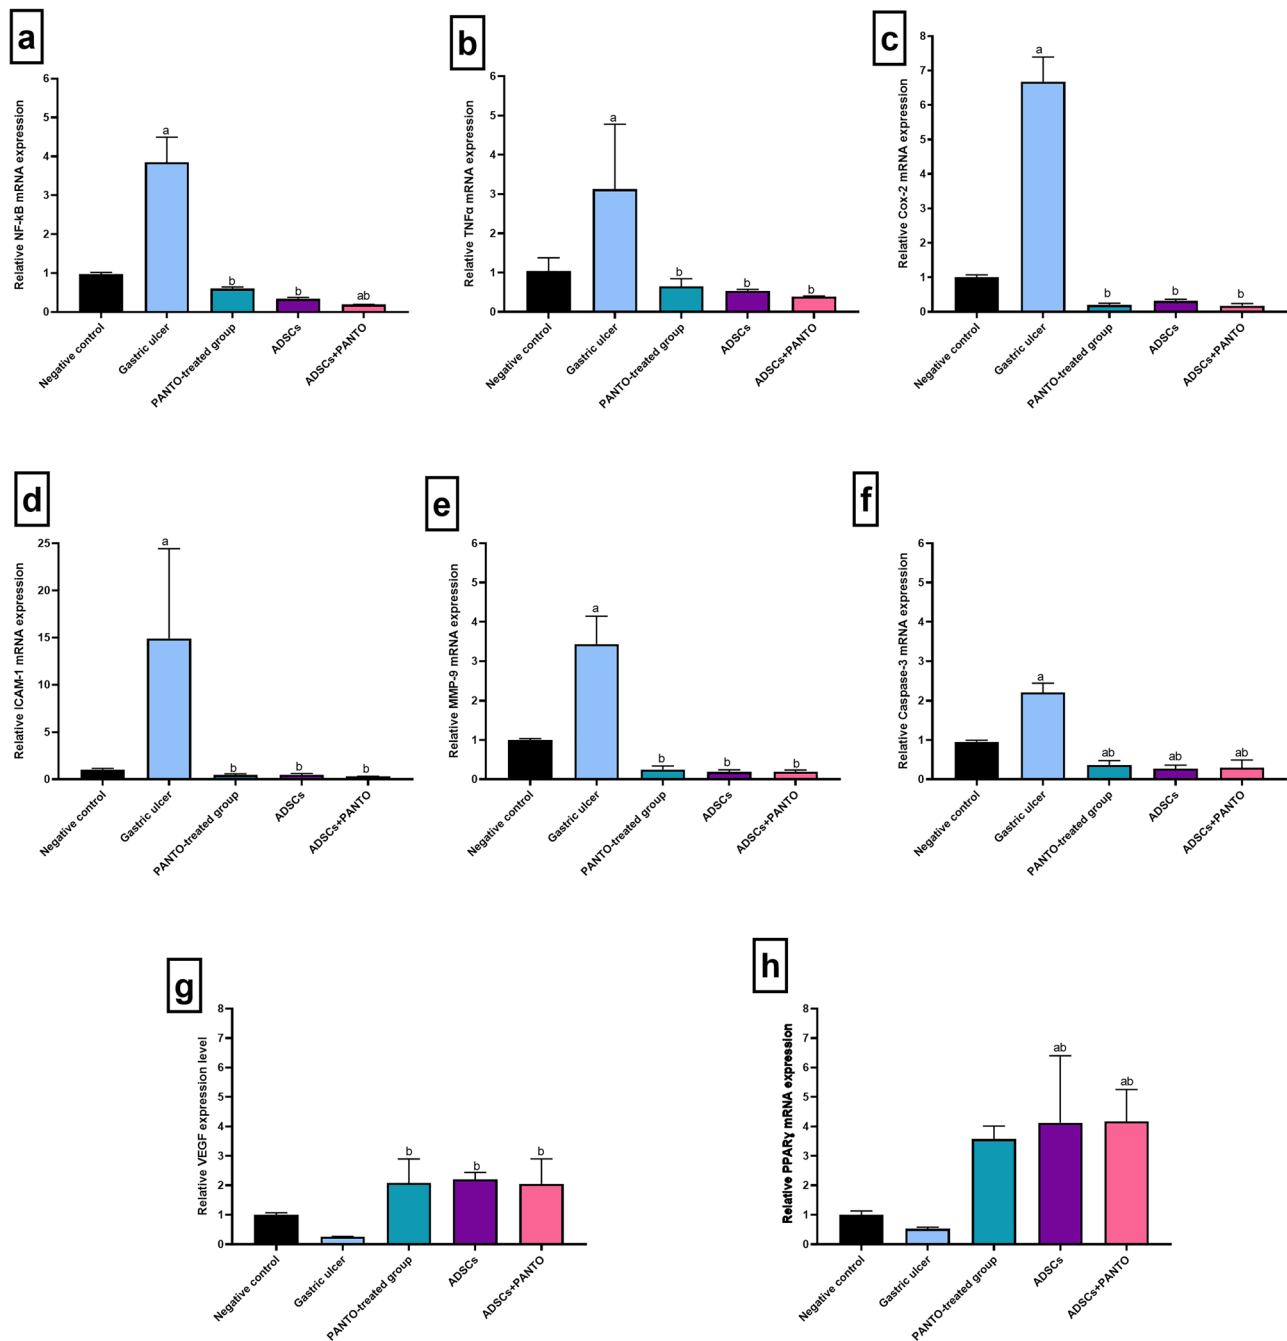 a
Relative NF-kB mRNA expression
6
5
4
3
2
1
0
a
b
b
ab
Negative control
Gastric ulcer
PANTO-treated group
ADSCs
ADSCs+PANTO
b
Relative TNFα mRNA expression
6
5
4
3
2
1
0
a
b
b
b
Negative control
Gastric ulcer
PANTO-treated group
ADSCs
ADSCs+PANTO
c
Relative Cox-2 mRNA expression
8
7
6
5
4
3
2
1
0
a
b
b
b
Negative control
Gastric ulcer
PANTO-treated group
ADSCs
ADSCs+PANTO
d
Relative ICAM-1 mRNA expression
25
20
15
10
5
0
a
b
b
b
Negative control
Gastric ulcer
PANTO-treated group
ADSCs
ADSCs+PANTO
e
Relative MMP-9 mRNA expression
6
5
4
3
2
1
0
a
b
b
b
Negative control
Gastric ulcer
PANTO-treated group
ADSCs
ADSCs+PANTO
f
Relative Caspase-3 mRNA expression
6
5
4
3
2
1
0
a
ab
ab
ab
Negative control
Gastric ulcer
PANTO-treated group
ADSCs
ADSCs+PANTO
g
Relative VEGF expression level
8
7
6
5
4
3
2
1
0
b
b
b
Negative control
Gastric ulcer
PANTO-treated group
ADSCs
ADSCs+PANTO
h
Relative PPARγ mRNA expression
8
7
6
5
4
3
2
1
0
ab
ab
Negative control
Gastric ulcer
PANTO-treated group
ADSCs
ADSCs+PANTO